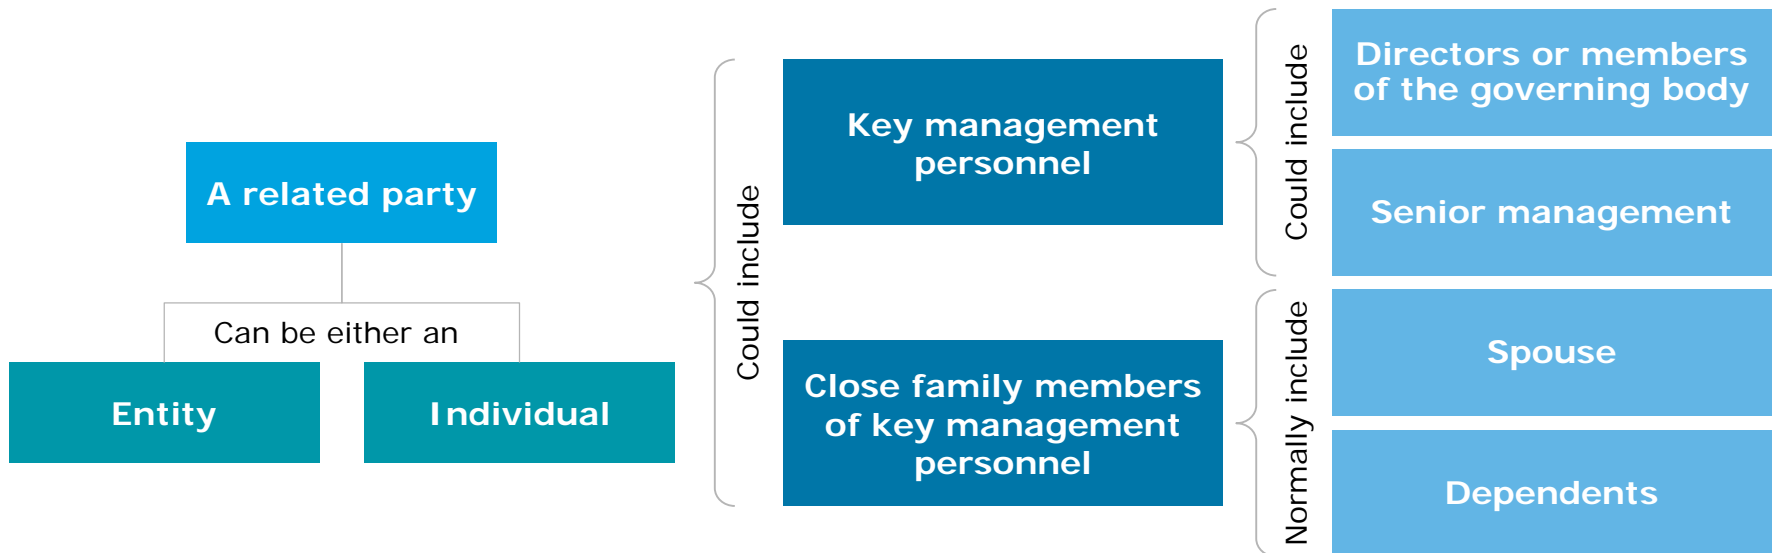 A related party
Can be either an
Entity
Individual
Could include
Key management
personnel
Close family members
of key management
personnel
Could include
Directors or members
of the governing body
Senior management
Normally include
Spouse
Dependents